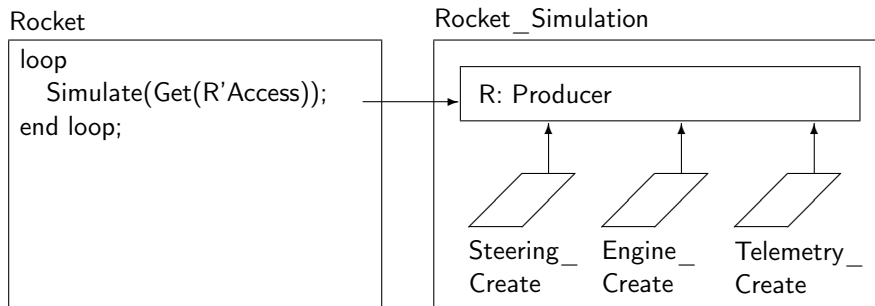 Rocket
loop
Simulate(Get(R'Access));
end loop;
Rocket_Simulation
R: Producer
Steering_
Create
Engine_
Create
Telemetry_
Create